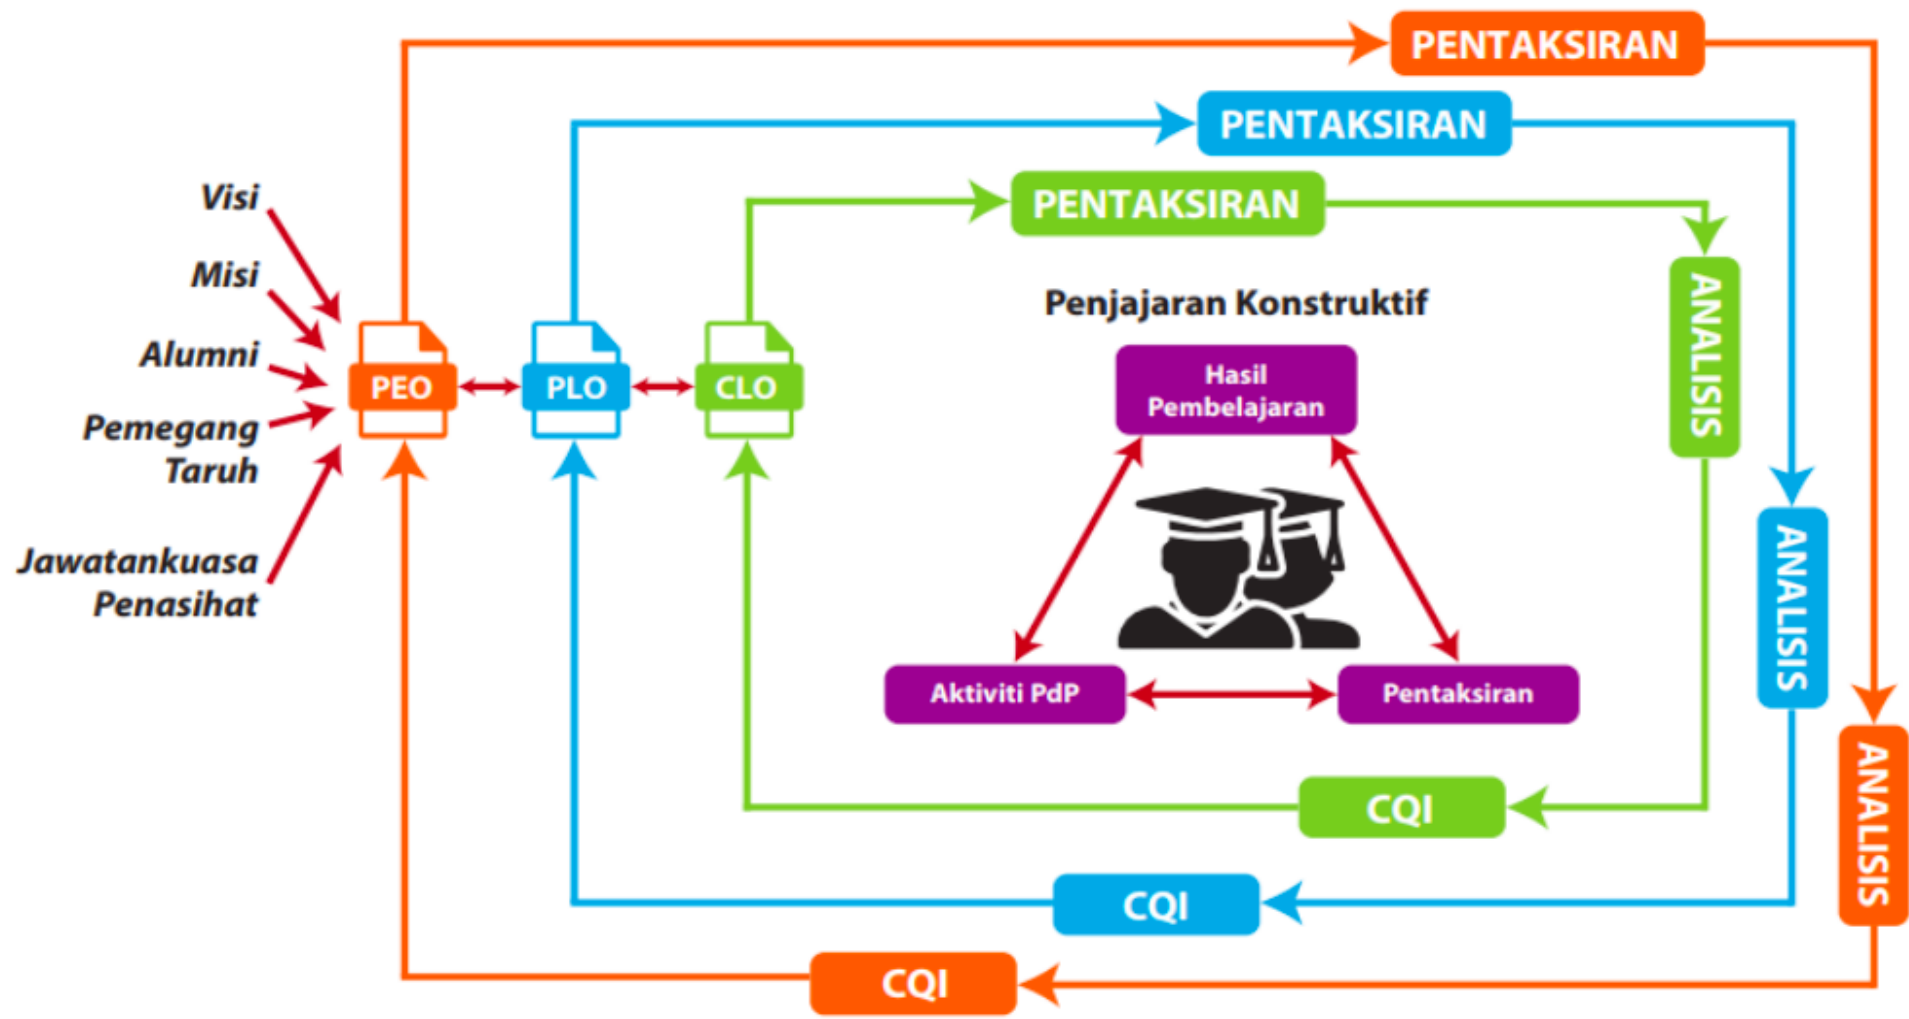 PENTAKSIRAN
PENTAKSIRAN
PENTAKSIRAN
Visi
Misi
Alumni
Pemegang
Taruh
Jawatankuasa
Penasihat
PEO
PLO
CLO
Penjajaran Konstruktif
Hasil
Pembelajaran
Aktiviti PdP
Pentaksiran
ANALISIS
ANALISIS
ANALISIS
CQI
CQI
CQI